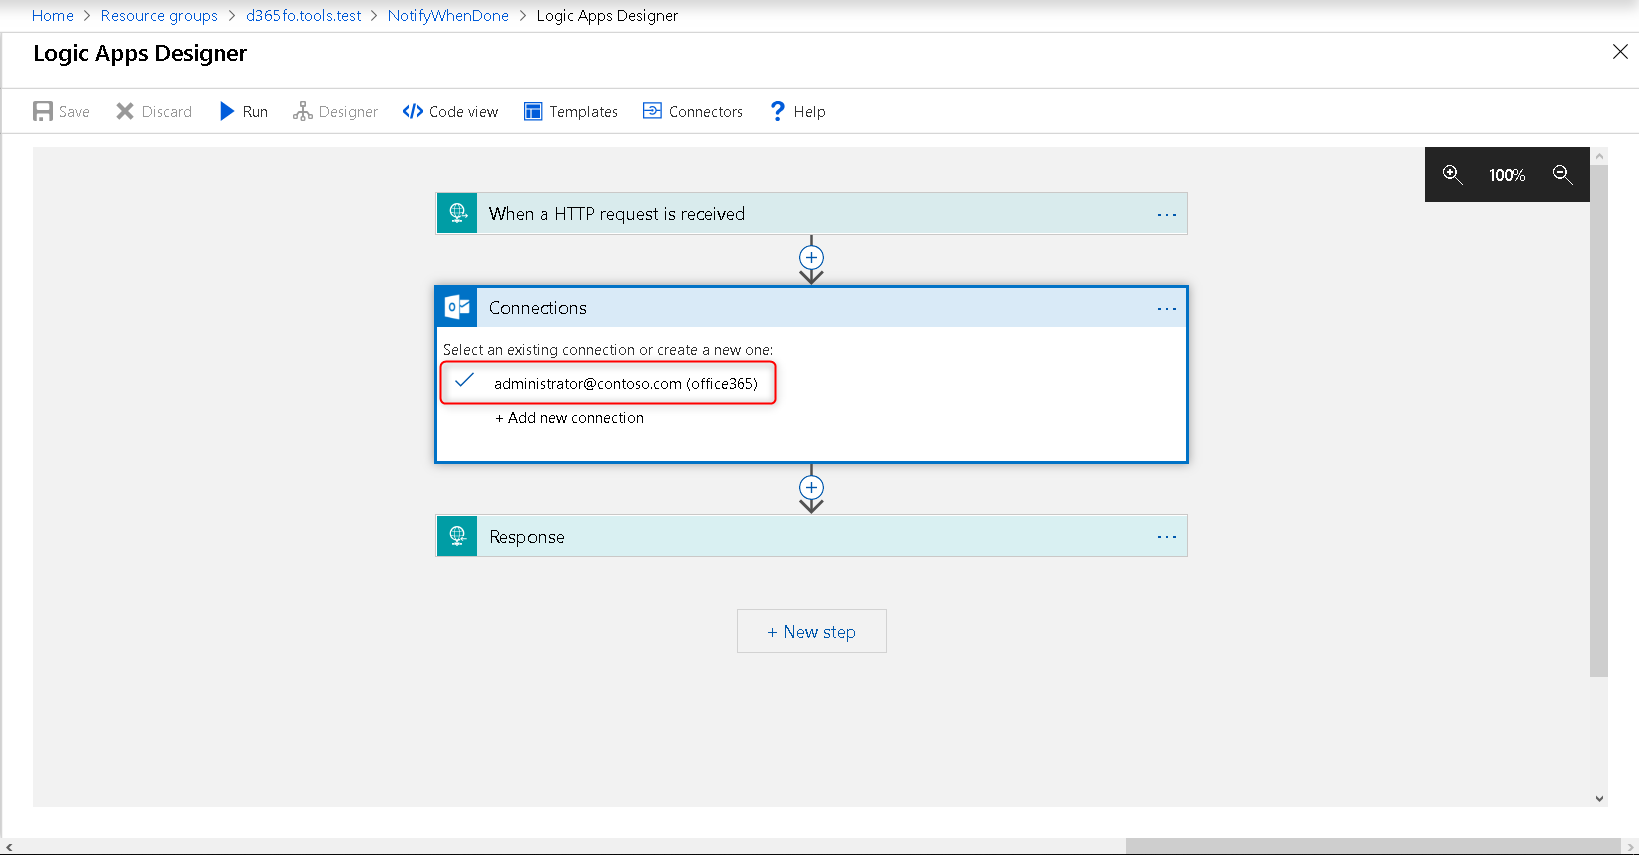 Home > Resource groups > d365fo.tools.test > NotifyWhenDone > Logic Apps Designer
Logic Apps Designer
Save Discard Run Designer Code view Templates Connectors ? Help
100%
When a HTTP request is received ...
Connections ...
Select an existing connection or create a new one:
administrator@contoso.com (office365)
+ Add new connection
Response ...
+ New step